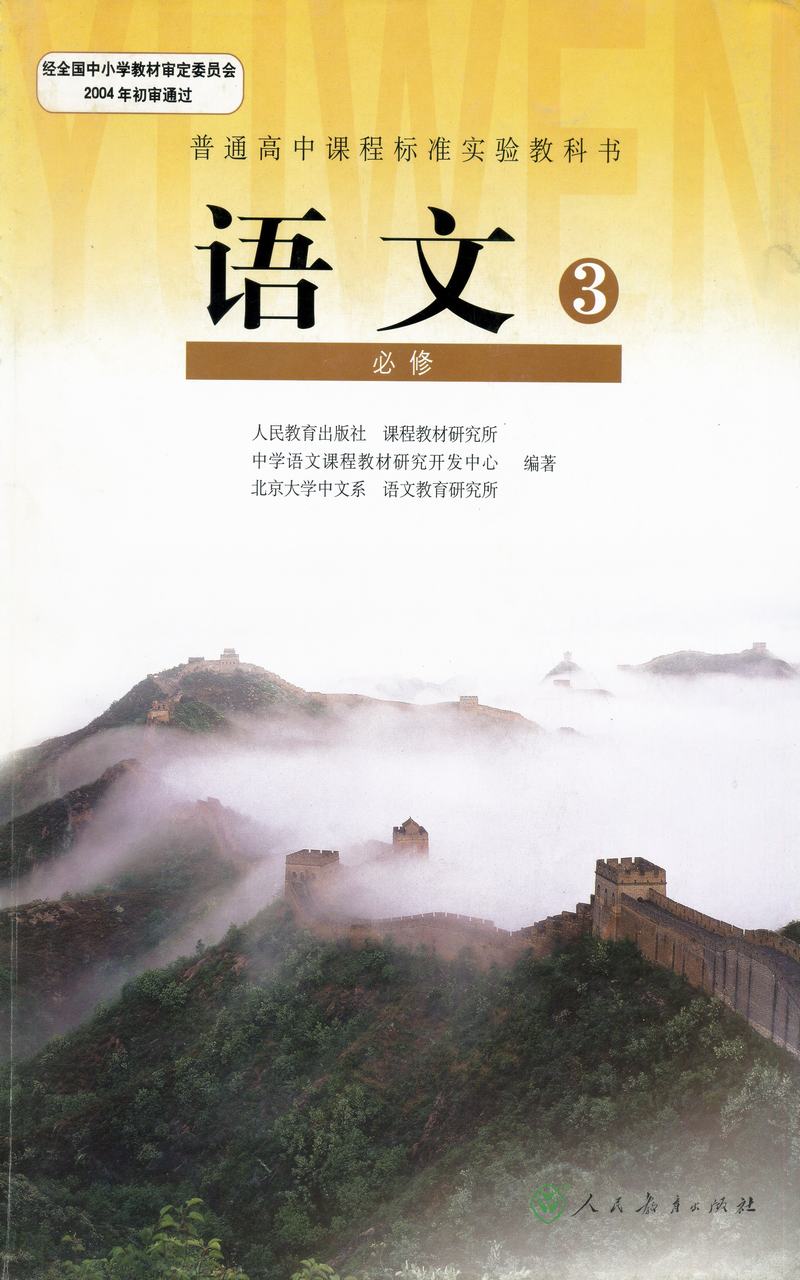 YUWEN
经全国中小学教材审定委员会
2004年初审通过
普通高中课程标准实验教科书
语文 3
必修
人民教育出版社 课程教材研究所
中学语文课程教材研究开发中心 编著
北京大学中文系 语文教育研究所
人民教育出版社